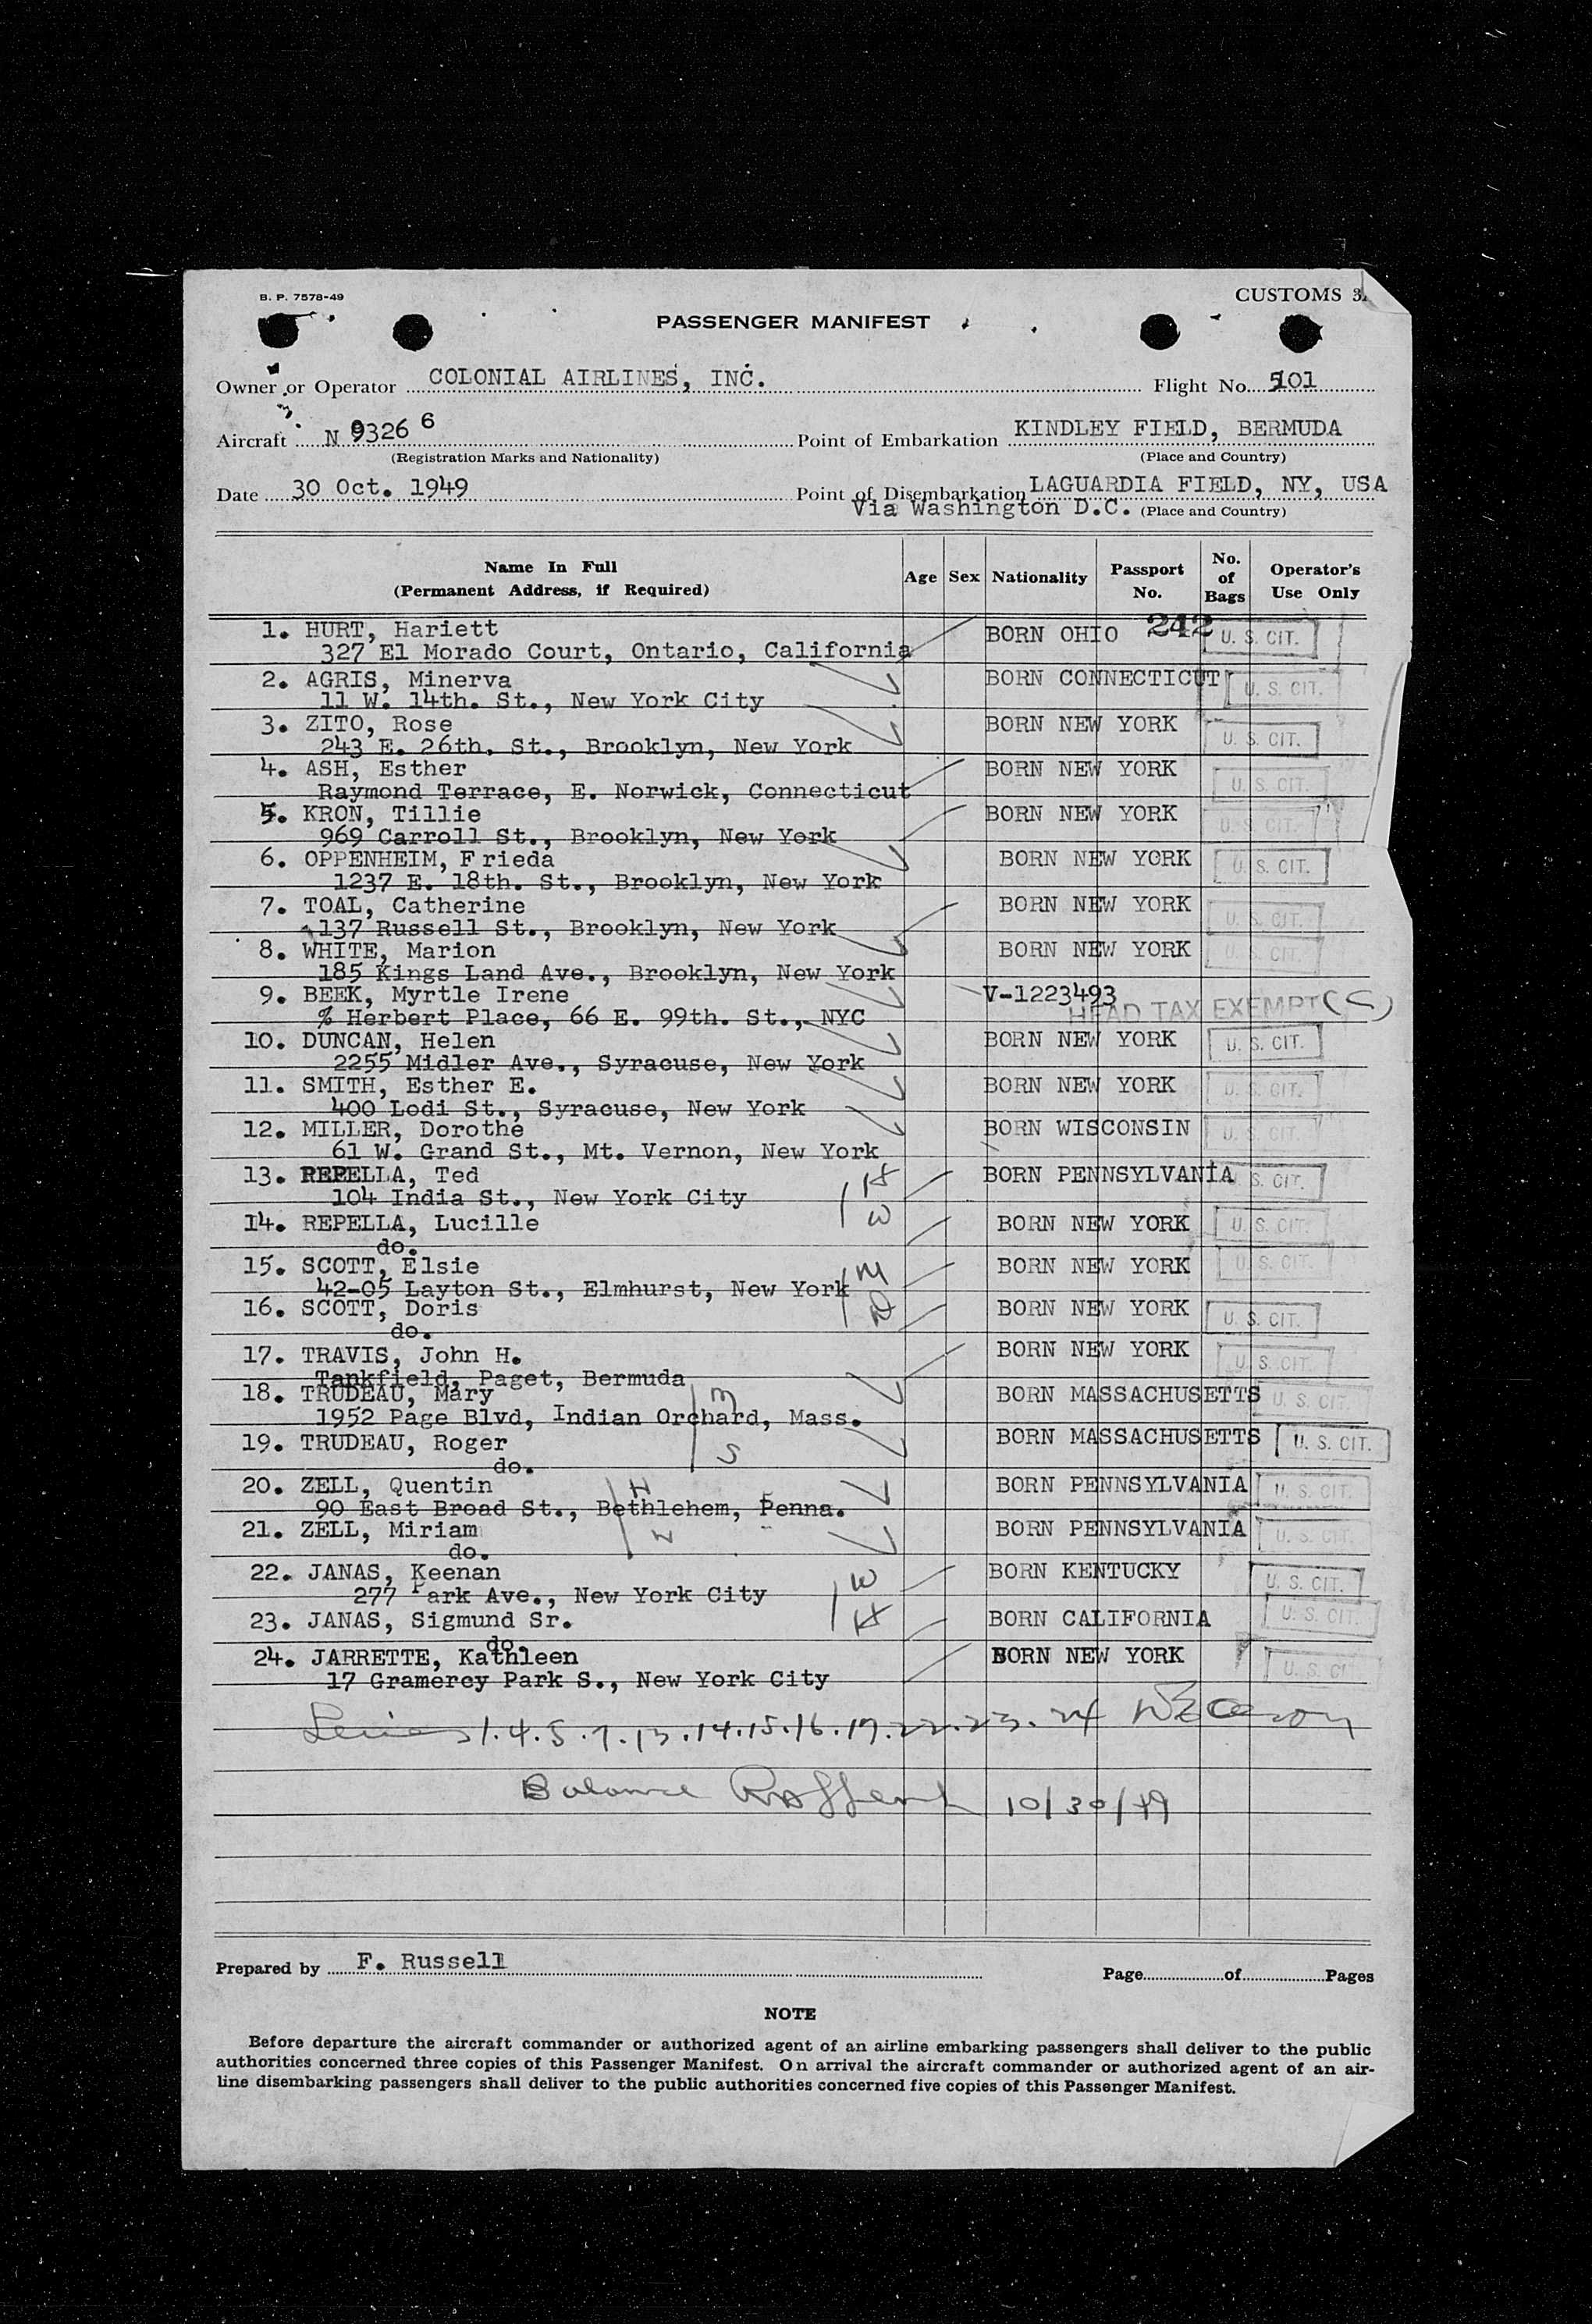 B. P. 7578-49
CUSTOMS
PASSENGER MANIFEST
Owner or Operator COLONIAL AIRLINES, INC. Flight No. 101
Aircraft N 93266 Point of Embarkation KINDLEY FIELD, BERMUDA
(Registration Marks and Nationality) (Place and Country)
Date 30 Oct. 1949 Point of Disembarkation LAGUARDIA FIELD, NY, USA
Via Washington D.C. (Place and Country)
Name In Full (Permanent Address, if Required) Age Sex Nationality Passport No. No. of Bags Operator's Use Only
242
1. HURT, Hariett BORN OHIO U. S. CIT.
327 El Morado Court, Ontario, California
2. AGRIS, Minerva BORN CONNECTICUT U. S. CIT.
11 W. 14th. St., New York City
3. ZITO, Rose BORN NEW YORK U. S. CIT.
243 E. 26th. St., Brooklyn, New York
4. ASH, Esther BORN NEW YORK U. S. CIT.
Raymond Terrace, E. Norwick, Connecticut
5. KRON, Tillie BORN NEW YORK U. S. CIT.
969 Carroll St., Brooklyn, New York
6. OPPENHEIM, Frieda BORN NEW YORK U. S. CIT.
1237 E. 18th. St., Brooklyn, New York
7. TOAL, Catherine BORN NEW YORK U. S. CIT.
137 Russell St., Brooklyn, New York
8. WHITE, Marion BORN NEW YORK U. S. CIT.
185 Kings Land Ave., Brooklyn, New York
9. BEEK, Myrtle Irene V-1223493 HEAD TAX EXEMPT (C)
% Herbert Place, 66 E. 99th. St., NYC
10. DUNCAN, Helen BORN NEW YORK U. S. CIT.
2255 Midler Ave., Syracuse, New York
11. SMITH, Esther E. BORN NEW YORK U. S. CIT.
400 Lodi St., Syracuse, New York
12. MILLER, Dorothe BORN WISCONSIN U. S. CIT.
61 W. Grand St., Mt. Vernon, New York
13. REPELLA, Ted H BORN PENNSYLVANIA U. S. CIT.
104 India St., New York City
14. REPELLA, Lucille W BORN NEW YORK U. S. CIT.
do.
15. SCOTT, Elsie M BORN NEW YORK U. S. CIT.
42-05 Layton St., Elmhurst, New York
16. SCOTT, Doris D BORN NEW YORK U. S. CIT.
do.
17. TRAVIS, John H. BORN NEW YORK U. S. CIT.
Tankfield, Paget, Bermuda
18. TRUDEAU, Mary M BORN MASSACHUSETTS U. S. CIT.
1952 Page Blvd, Indian Orchard, Mass.
19. TRUDEAU, Roger S BORN MASSACHUSETTS U. S. CIT.
do.
20. ZELL, Quentin H BORN PENNSYLVANIA U. S. CIT.
90 East Broad St., Bethlehem, Penna.
21. ZELL, Miriam W BORN PENNSYLVANIA U. S. CIT.
do.
22. JANAS, Keenan W BORN KENTUCKY U. S. CIT.
277 Park Ave., New York City
23. JANAS, Sigmund Sr. H BORN CALIFORNIA U. S. CIT.
do.
24. JARRETTE, Kathleen BORN NEW YORK U. S. CI
17 Gramercy Park S., New York City
Lines 1.4.5.7.13.14.15.16.17.22.23.24
Balance 10/30/49
Prepared by F. Russell Page of Pages
NOTE
Before departure the aircraft commander or authorized agent of an airline embarking passengers shall deliver to the public
authorities concerned three copies of this Passenger Manifest. On arrival the aircraft commander or authorized agent of an air-
line disembarking passengers shall deliver to the public authorities concerned five copies of this Passenger Manifest.